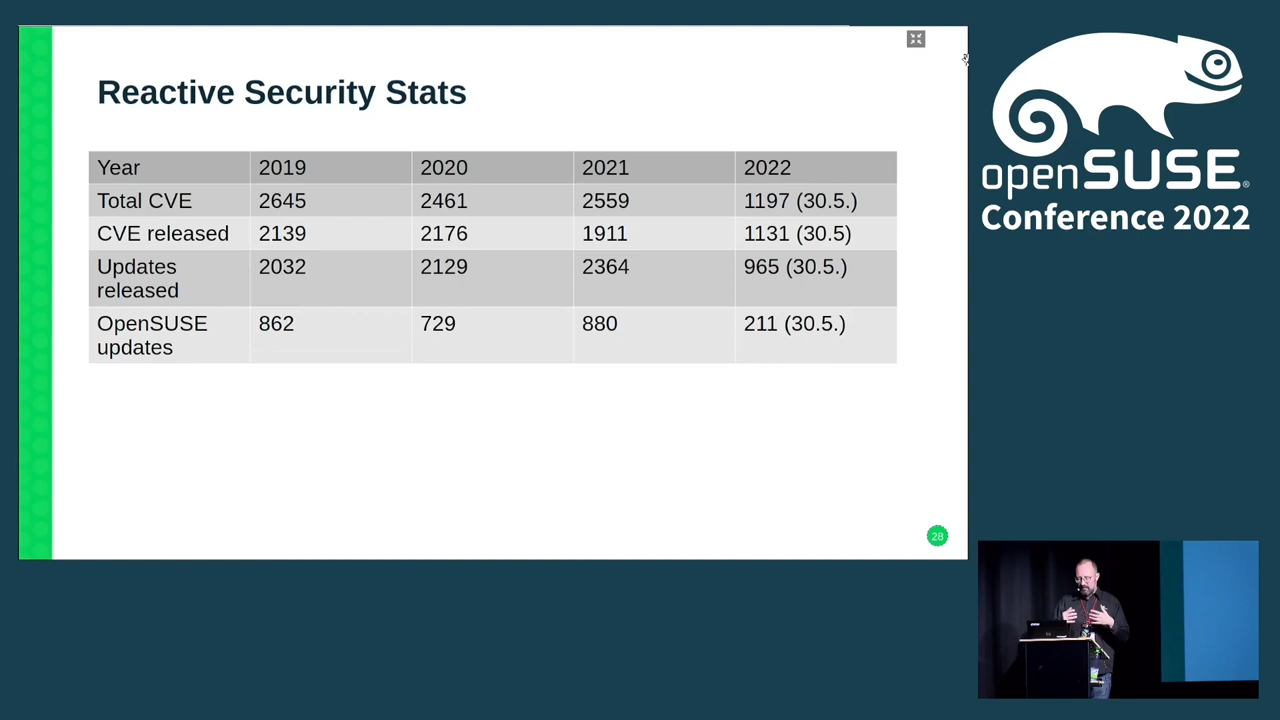 Reactive Security Stats
Year 2019 2020 2021 2022
Total CVE 2645 2461 2559 1197 (30.5.)
CVE released 2139 2176 1911 1131 (30.5)
Updates released 2032 2129 2364 965 (30.5.)
OpenSUSE updates 862 729 880 211 (30.5.)
28
openSUSE®
Conference 2022